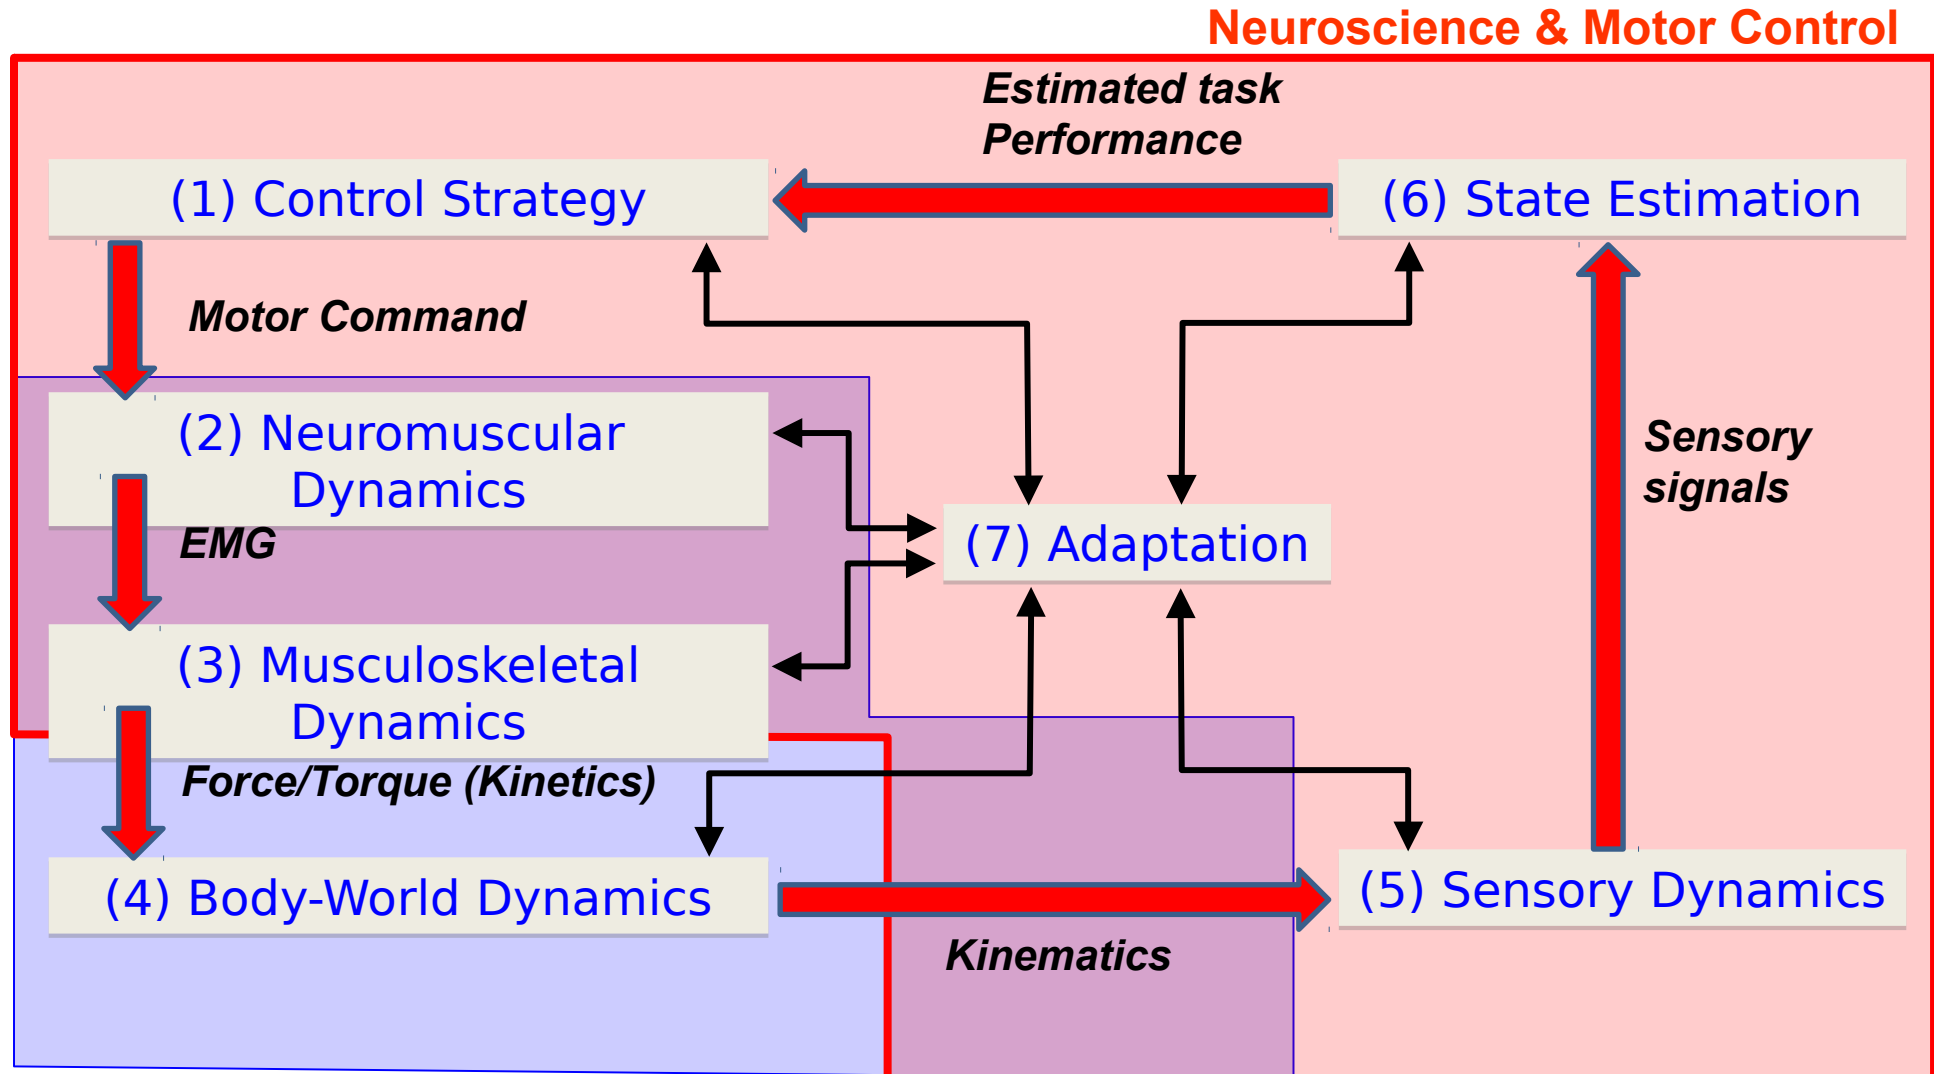 Neuroscience & Motor Control
Estimated task
Performance
(1) Control Strategy
(6) State Estimation
Motor Command
(2) Neuromuscular
Dynamics
Sensory
signals
EMG
(7) Adaptation
(3) Musculoskeletal
Dynamics
Force/Torque (Kinetics)
(4) Body-World Dynamics
(5) Sensory Dynamics
Kinematics